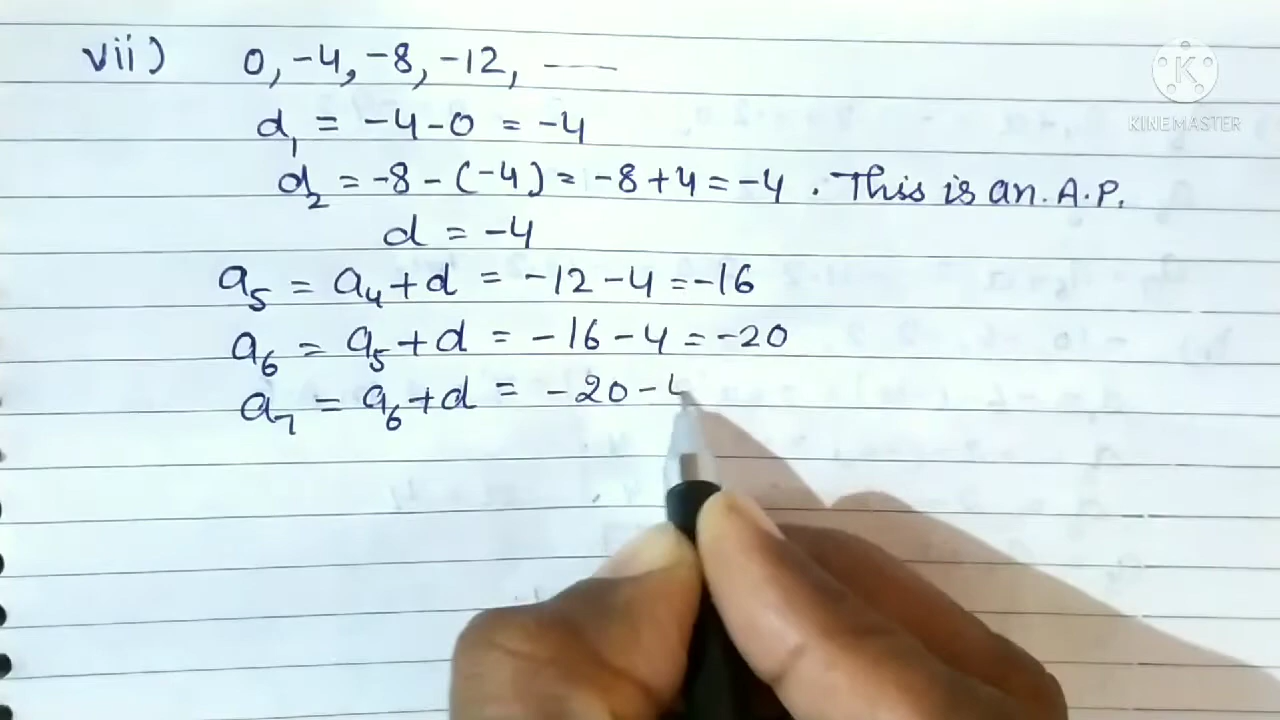 vii) 0, -4, -8, -12, ——
d₁ = -4-0 = -4
d₂ = -8 - (-4) = -8+4 = -4 . This is an. A.P.
d = -4
a₅ = a₄+d = -12 -4 = -16
a₆ = a₅+d = -16 - 4 = -20
a₇ = a₆+d = -20 - 4
K
KINEMASTER